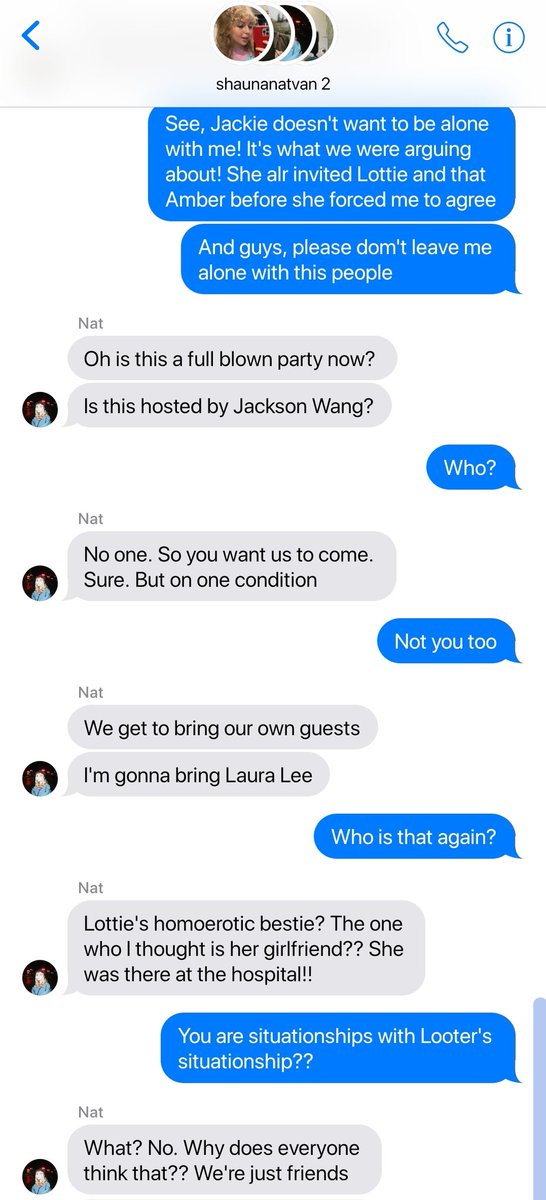 shaunanatvan 2
See, Jackie doesn't want to be alone
with me! It's what we were arguing
about! She alr invited Lottie and that
Amber before she forced me to agree
And guys, please dom't leave me
alone with this people
Nat
Oh is this a full blown party now?
Is this hosted by Jackson Wang?
Who?
Nat
No one. So you want us to come.
Sure. But on one condition
Not you too
Nat
We get to bring our own guests
I'm gonna bring Laura Lee
Who is that again?
Nat
Lottie's homoerotic bestie? The one
who I thought is her girlfriend?? She
was there at the hospital!!
You are situationships with Looter's
situationship??
Nat
What? No. Why does everyone
think that?? We're just friends